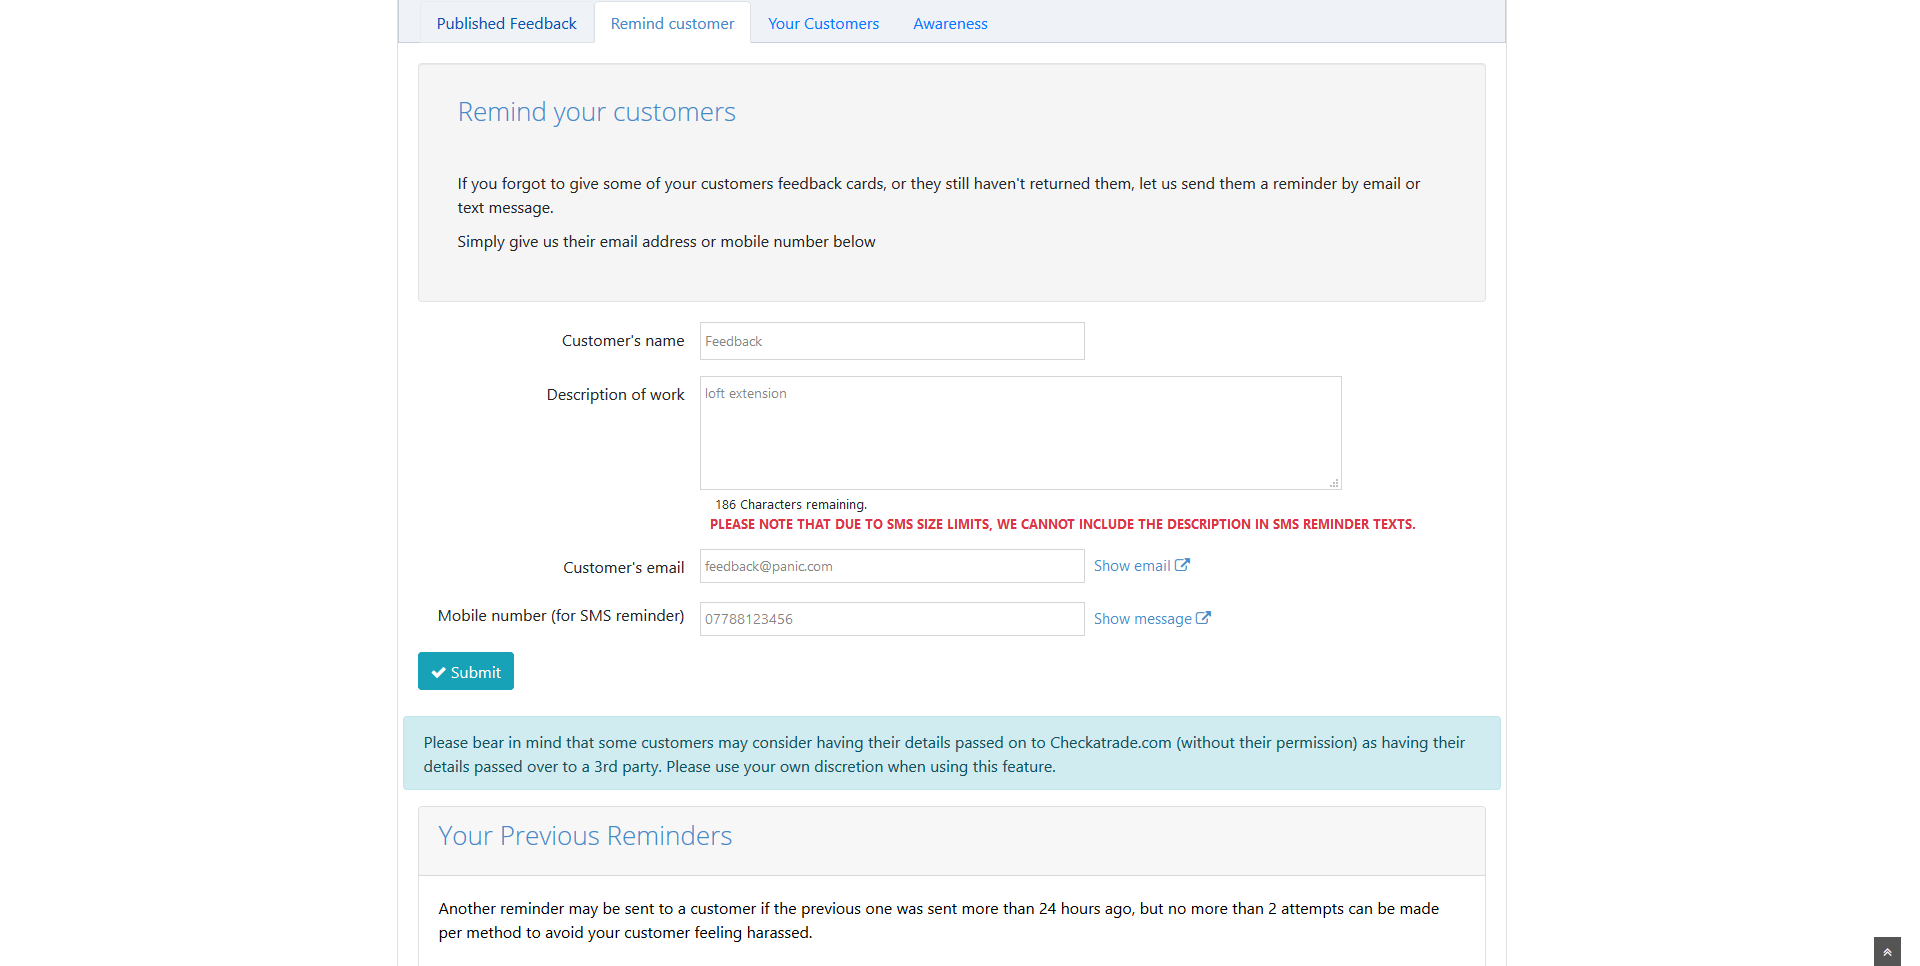 Published Feedback
Remind customer
Your Customers
Awareness
Remind your customers
If you forgot to give some of your customers feedback cards, or they still haven't returned them, let us send them a reminder by email or
text message.
Simply give us their email address or mobile number below
Customer's name
Feedback
Description of work
loft extension
186 Characters remaining.
PLEASE NOTE THAT DUE TO SMS SIZE LIMITS, WE CANNOT INCLUDE THE DESCRIPTION IN SMS REMINDER TEXTS.
Customer's email
feedback@panic.com
Show email
Mobile number (for SMS reminder)
07788123456
Show message
Submit
Please bear in mind that some customers may consider having their details passed on to Checkatrade.com (without their permission) as having their
details passed over to a 3rd party. Please use your own discretion when using this feature.
Your Previous Reminders
Another reminder may be sent to a customer if the previous one was sent more than 24 hours ago, but no more than 2 attempts can be made
per method to avoid your customer feeling harassed.